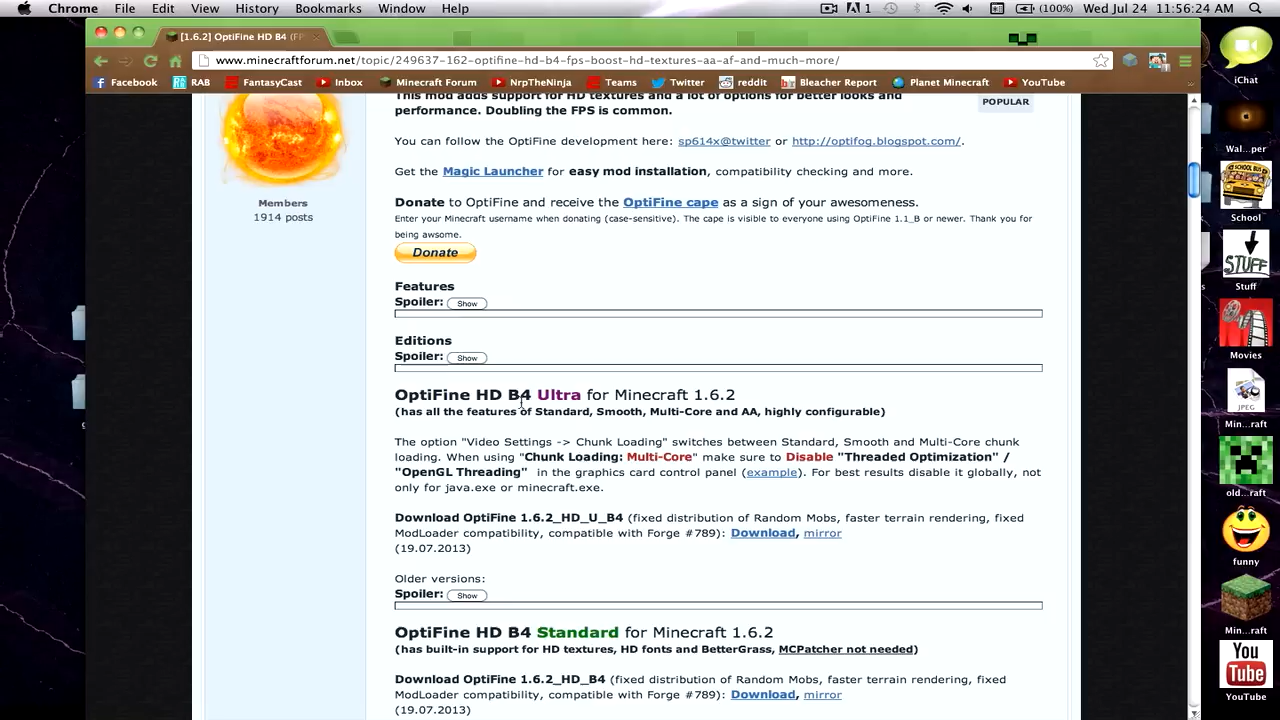 Chrome File Edit View History Bookmarks Window Help 1 (100%) Wed Jul 24 11:56:24 AM
[1.6.2] OptiFine HD B4 (FP
www.minecraftforum.net/topic/249637-162-optifine-hd-b4-fps-boost-hd-textures-aa-af-and-much-more/
Facebook RAB FantasyCast Inbox Minecraft Forum NrpTheNinja Teams Twitter reddit Bleacher Report Planet Minecraft YouTube
This mod adds support for HD textures and a lot of options for better looks and
performance. Doubling the FPS is common.
POPULAR
You can follow the OptiFine development here: sp614x@twitter or http://optifog.blogspot.com/.
Get the Magic Launcher for easy mod installation, compatibility checking and more.
Members
1914 posts
Donate to OptiFine and receive the OptiFine cape as a sign of your awesomeness.
Enter your Minecraft username when donating (case-sensitive). The cape is visible to everyone using OptiFine 1.1_B or newer. Thank you for
being awsome.
Donate
Features
Spoiler: Show
Editions
Spoiler: Show
OptiFine HD B4 Ultra for Minecraft 1.6.2
(has all the features of Standard, Smooth, Multi-Core and AA, highly configurable)
The option "Video Settings -> Chunk Loading" switches between Standard, Smooth and Multi-Core chunk
loading. When using "Chunk Loading: Multi-Core" make sure to Disable "Threaded Optimization" /
"OpenGL Threading" in the graphics card control panel (example). For best results disable it globally, not
only for java.exe or minecraft.exe.
Download OptiFine 1.6.2_HD_U_B4 (fixed distribution of Random Mobs, faster terrain rendering, fixed
ModLoader compatibility, compatible with Forge #789): Download, mirror
(19.07.2013)
Older versions:
Spoiler: Show
OptiFine HD B4 Standard for Minecraft 1.6.2
(has built-in support for HD textures, HD fonts and BetterGrass, MCPatcher not needed)
Download OptiFine 1.6.2_HD_B4 (fixed distribution of Random Mobs, faster terrain rendering, fixed
ModLoader compatibility, compatible with Forge #789): Download, mirror
(19.07.2013)
iChat
Wal...per
SCHOOL BUS
School
STUFF
Stuff
Movies
JPEG
Min...raft
old...raft
funny
Min...raft
You
Tube
YouTube